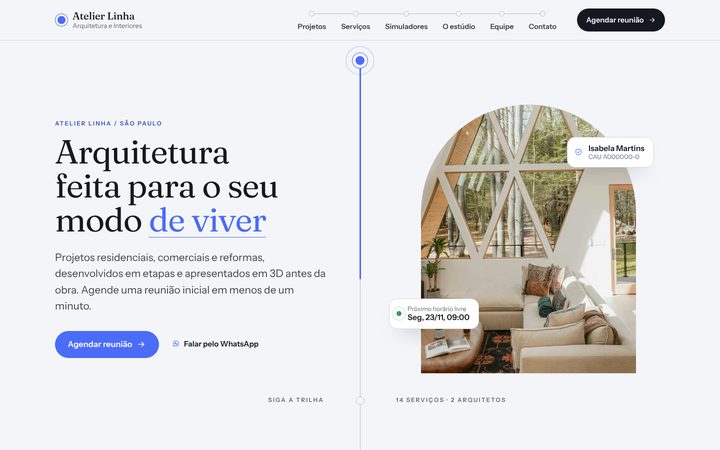 Atelier Linha
Arquitetura e Interiores
Projetos
Serviços
Simuladores
O estúdio
Equipe
Contato
Agendar reunião
ATELIER LINHA / SÃO PAULO
Arquitetura
feita para o seu
modo de viver
Projetos residenciais, comerciais e reformas,
desenvolvidos em etapas e apresentados em 3D antes da
obra. Agende uma reunião inicial em menos de um
minuto.
Agendar reunião
Falar pelo WhatsApp
Isabela Martins
CAU A000000-0
Próximo horário livre
Seg, 23/11, 09:00
SIGA A TRILHA
14 SERVIÇOS · 2 ARQUITETOS